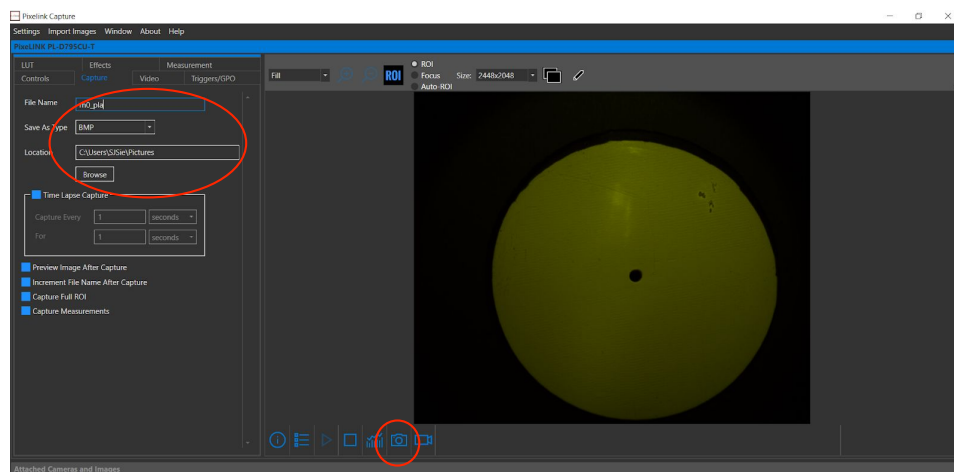 Pixelink Capture
Settings Import Images Window About Help
PixeLINK PL-D795CU-T
LUT Effects Measurement
Controls Capture Video Triggers/GPO
File Name m0_pla
Save As Type BMP
Location C:\Users\SJSie\Pictures
Browse
Time Lapse Capture
Capture Every 1 seconds
For 1 seconds
Preview Image After Capture
Increment File Name After Capture
Capture Full ROI
Capture Measurements
Fill ROI
ROI
Focus Size: 2448x2048
Auto-ROI
Attached Cameras and Images